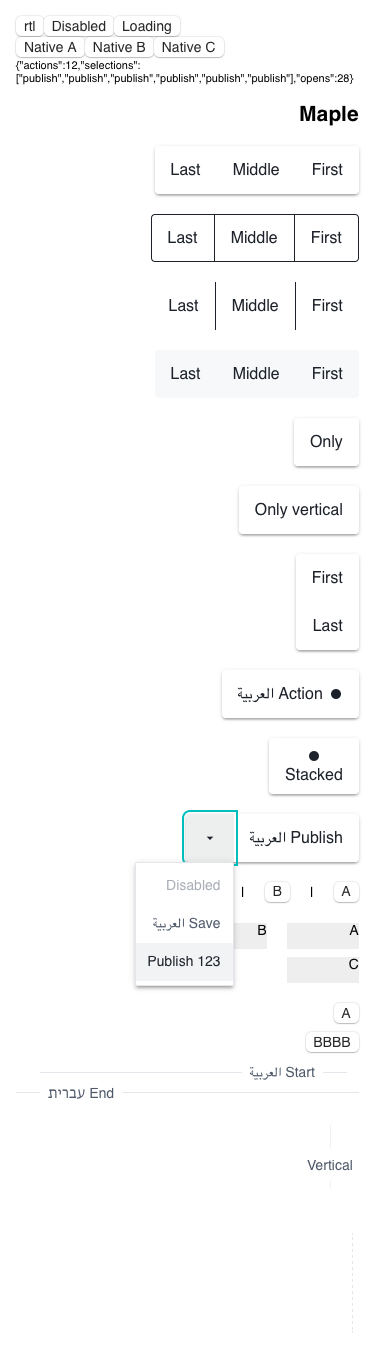 rtl Disabled Loading
Native A Native B Native C
{"actions":12,"selections":
["publish","publish","publish","publish","publish","publish"],"opens":28}
Maple
Last Middle First
Last Middle First
Last Middle First
Last Middle First
Only
Only vertical
First
Last
Action العربية
Stacked
Publish العربية
Disabled
Save العربية
Publish 123
A | B |
A B
C
A
BBBB
Start العربية
End עברית
Vertical